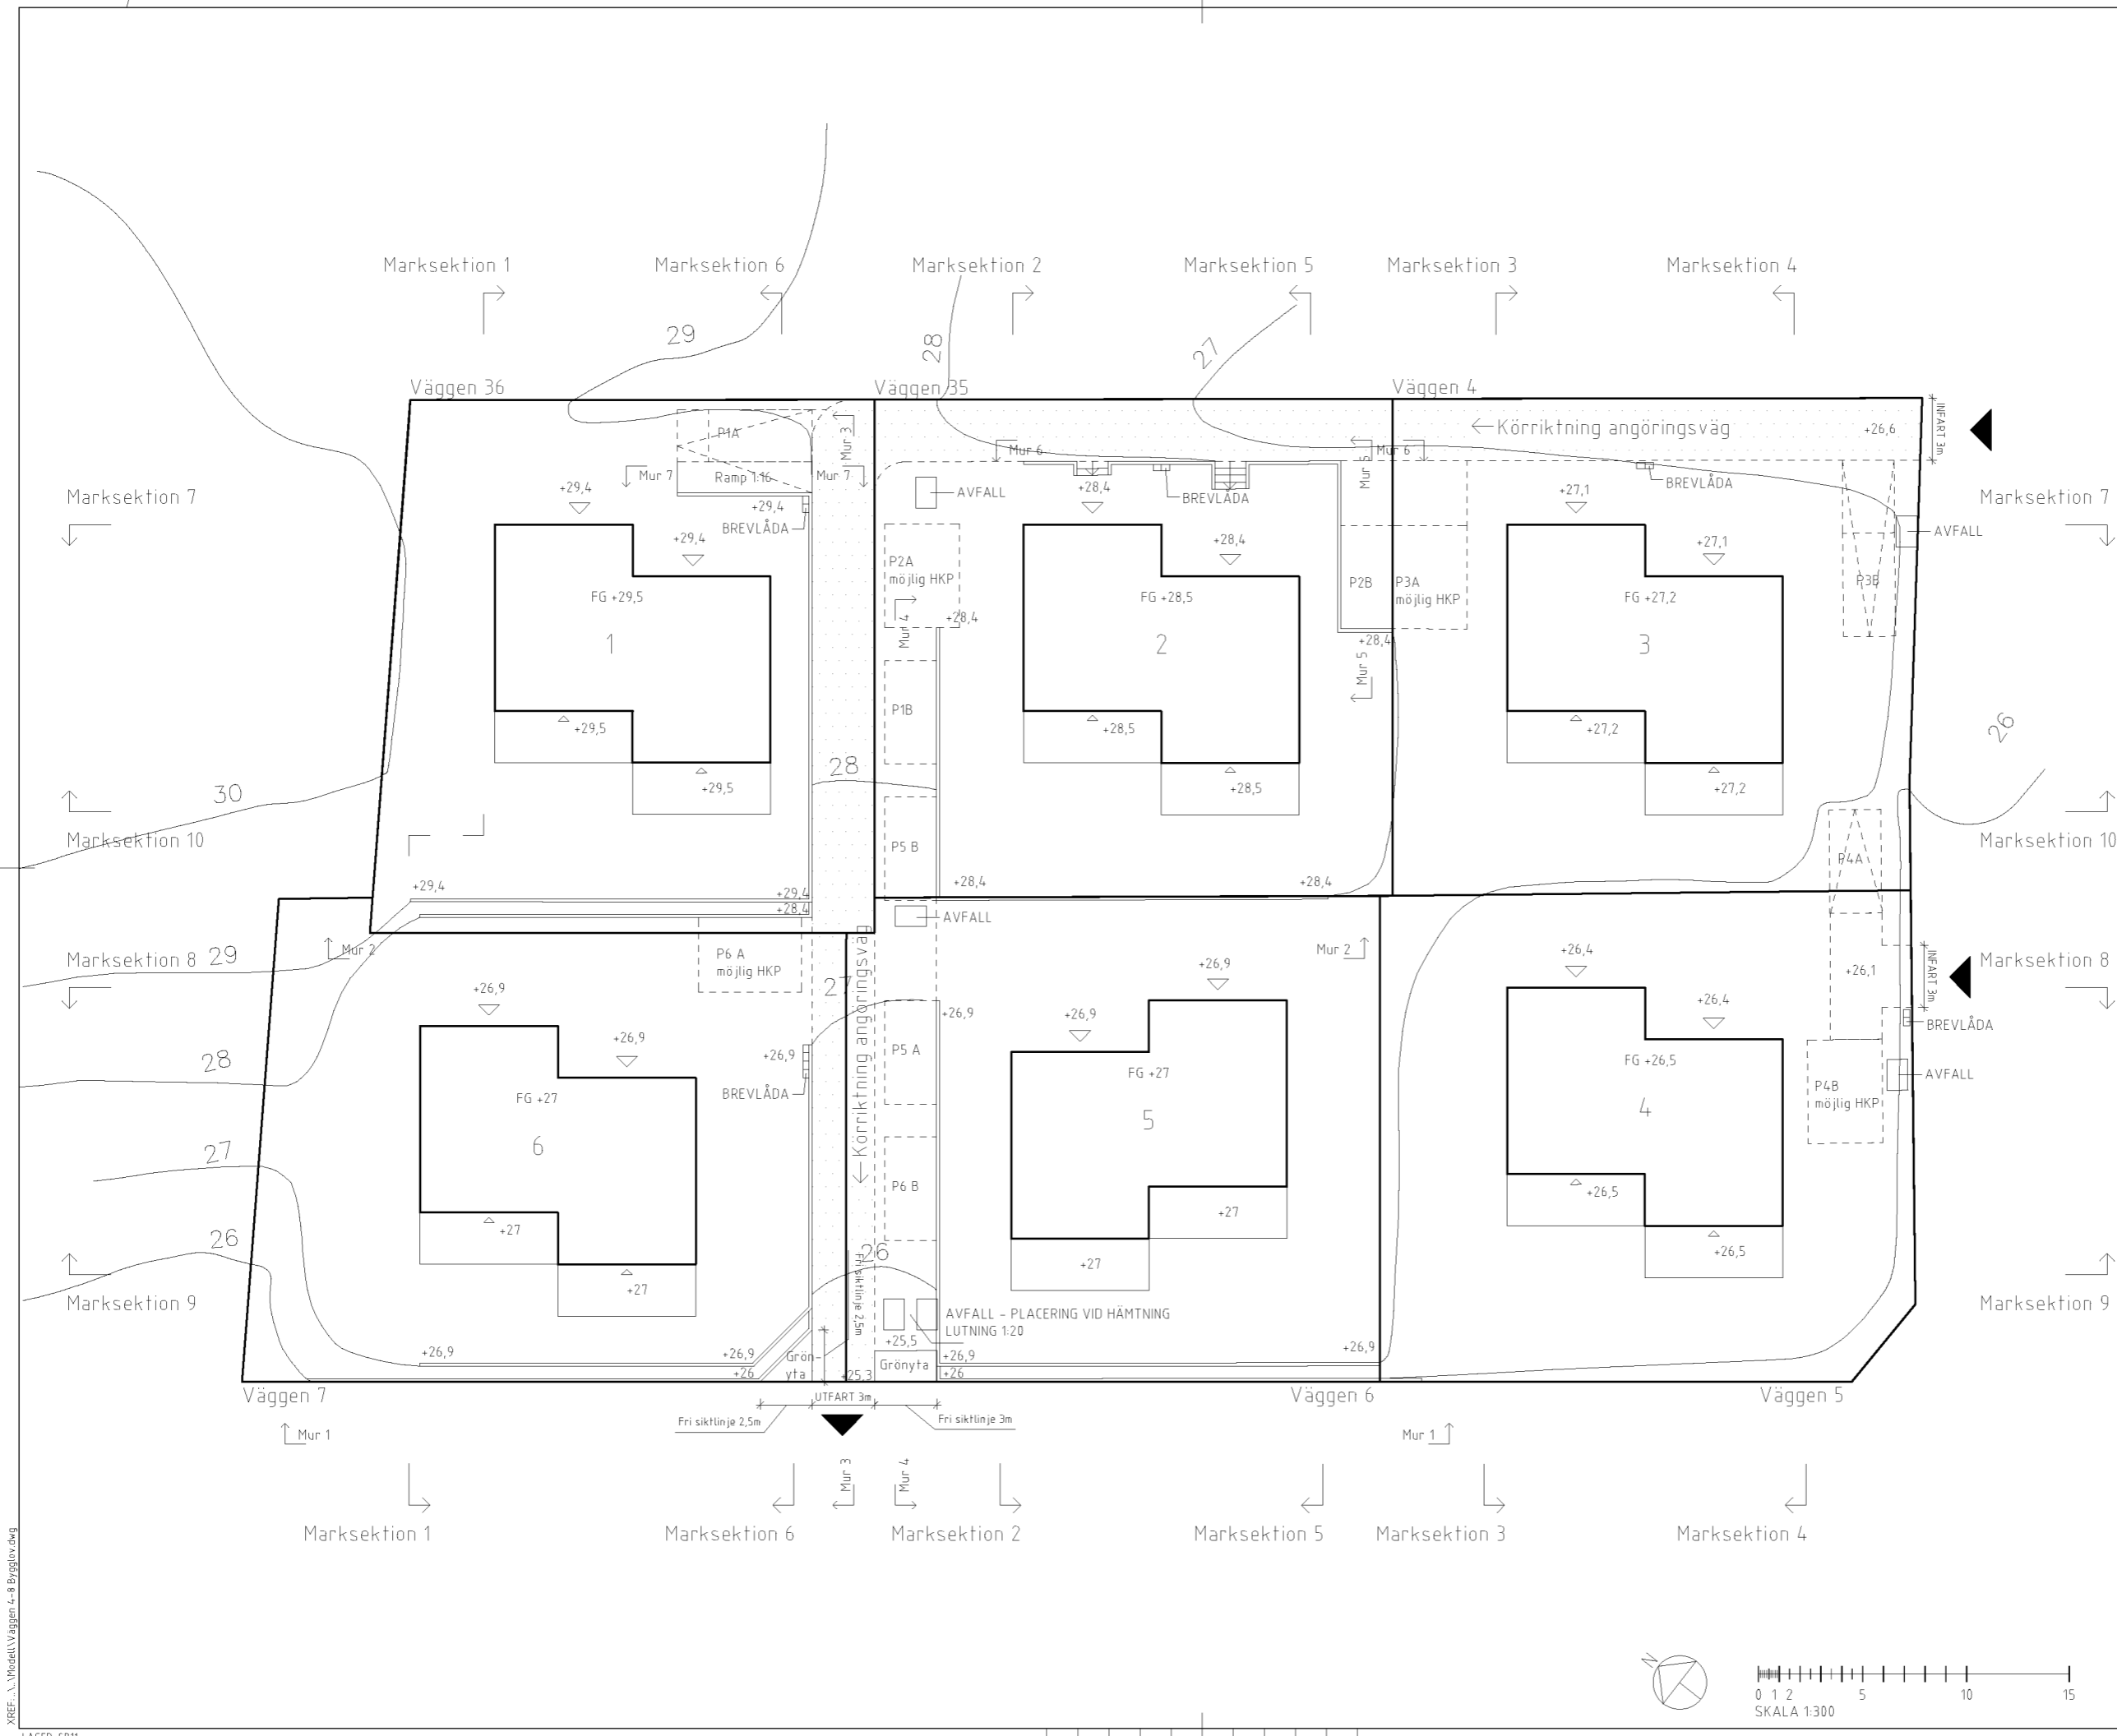 Marksektion 1
Marksektion 6
Marksektion 2
Marksektion 5
Marksektion 3
Marksektion 4
29
28
27
Väggen 36
Väggen 35
Väggen 4
INFART 3m
P1A
Mur 3
Körriktning angöringsväg
+26,6
Mur 6
Mur 5
Mur 6
Mur 7
Ramp 1:16
Mur 7
Marksektion 7
+29,4
+29,4
BREVLÅDA
AVFALL
+28,4
BREVLÅDA
+27,1
BREVLÅDA
Marksektion 7
AVFALL
+29,4
+28,4
+27,1
P2A
möjlig HKP
P2B
P3A
möjlig HKP
P3B
FG +29,5
FG +28,5
FG +27,2
1
Mur 4
+28,4
2
+28,4
3
Mur 5
P1B
+29,5
+28,5
+27,2
26
28
+29,5
+28,5
+27,2
30
Marksektion 10
Marksektion 10
P5 B
P4A
+29,4
+29,4
+28,4
+28,4
+28,4
AVFALL
Mur 2
P6 A
möjlig HKP
Mur 2
Marksektion 8
29
+26,4
+26,1
INFART 3m
Marksektion 8
+26,9
27
Körriktning angöringsväg
+26,9
+26,4
+26,9
+26,9
+26,9
BREVLÅDA
28
+26,9
P5 A
FG +27
FG +26,5
AVFALL
BREVLÅDA
P4B
möjlig HKP
FG +27
5
4
6
27
P6 B
+26,5
+27
+27
26
26
+26,5
+27
+27
Fri siktlinje 2,5m
Marksektion 9
Marksektion 9
AVFALL - PLACERING VID HÄMTNING
LUTNING 1:20
+25,5
+26,9
+26,9
+26,9
+26,9
Grön-
yta
Grönyta
+26
+25,3
+26
Väggen 7
UTFART 3m
Väggen 6
Väggen 5
Fri siktlinje 2,5m
Fri siktlinje 3m
Mur 1
Mur 1
Mur 3
Mur 4
Marksektion 1
Marksektion 6
Marksektion 2
Marksektion 5
Marksektion 3
Marksektion 4
XREF:..\..\Modell\Väggen 4-8 Bygglov.dwg
N
0 1 2 5 10 15
SKALA 1:300